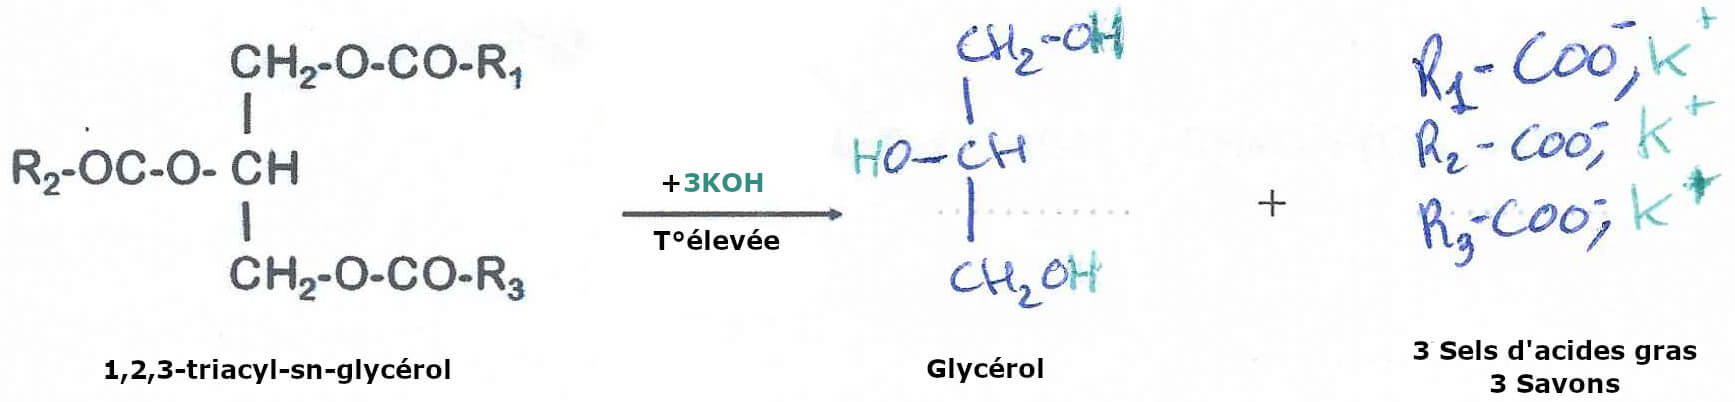 CH₂-O-CO-R₁
R₂-OC-O- CH
CH₂-O-CO-R₃
1,2,3-triacyl-sn-glycérol
+3KOH
T°élevée
CH₂-OH
HO-CH
CH₂OH
Glycérol
+
R₁-COO⁻, K⁺
R₂-COO⁻; K⁺
R₃-COO⁻; K⁺
3 Sels d'acides gras
3 Savons